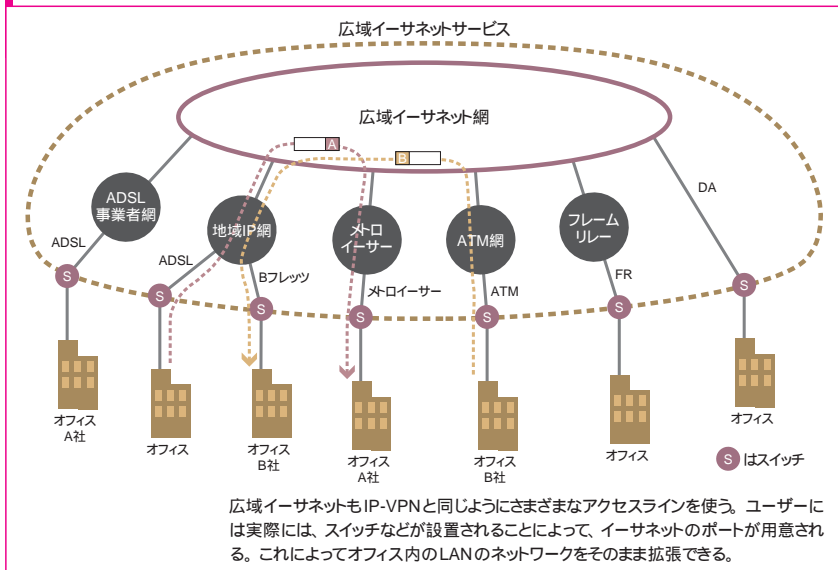 広域イーサネットサービス
広域イーサネット網
A
B
ADSL
事業者網
地域IP網
メトロ
イーサー
ATM網
フレーム
リレー
DA
ADSL
ADSL
Bフレッツ
メトロイーサー
ATM
FR
S
S
S
S
S
S
S
オフィス
A社
オフィス
オフィス
B社
オフィス
A社
オフィス
B社
オフィス
オフィス
S はスイッチ
広域イーサネットもIP-VPNと同じようにさまざまなアクセスラインを使う。ユーザーに
は実際には、スイッチなどが設置されることによって、イーサネットのポートが用意され
る。これによってオフィス内のLANのネットワークをそのまま拡張できる。